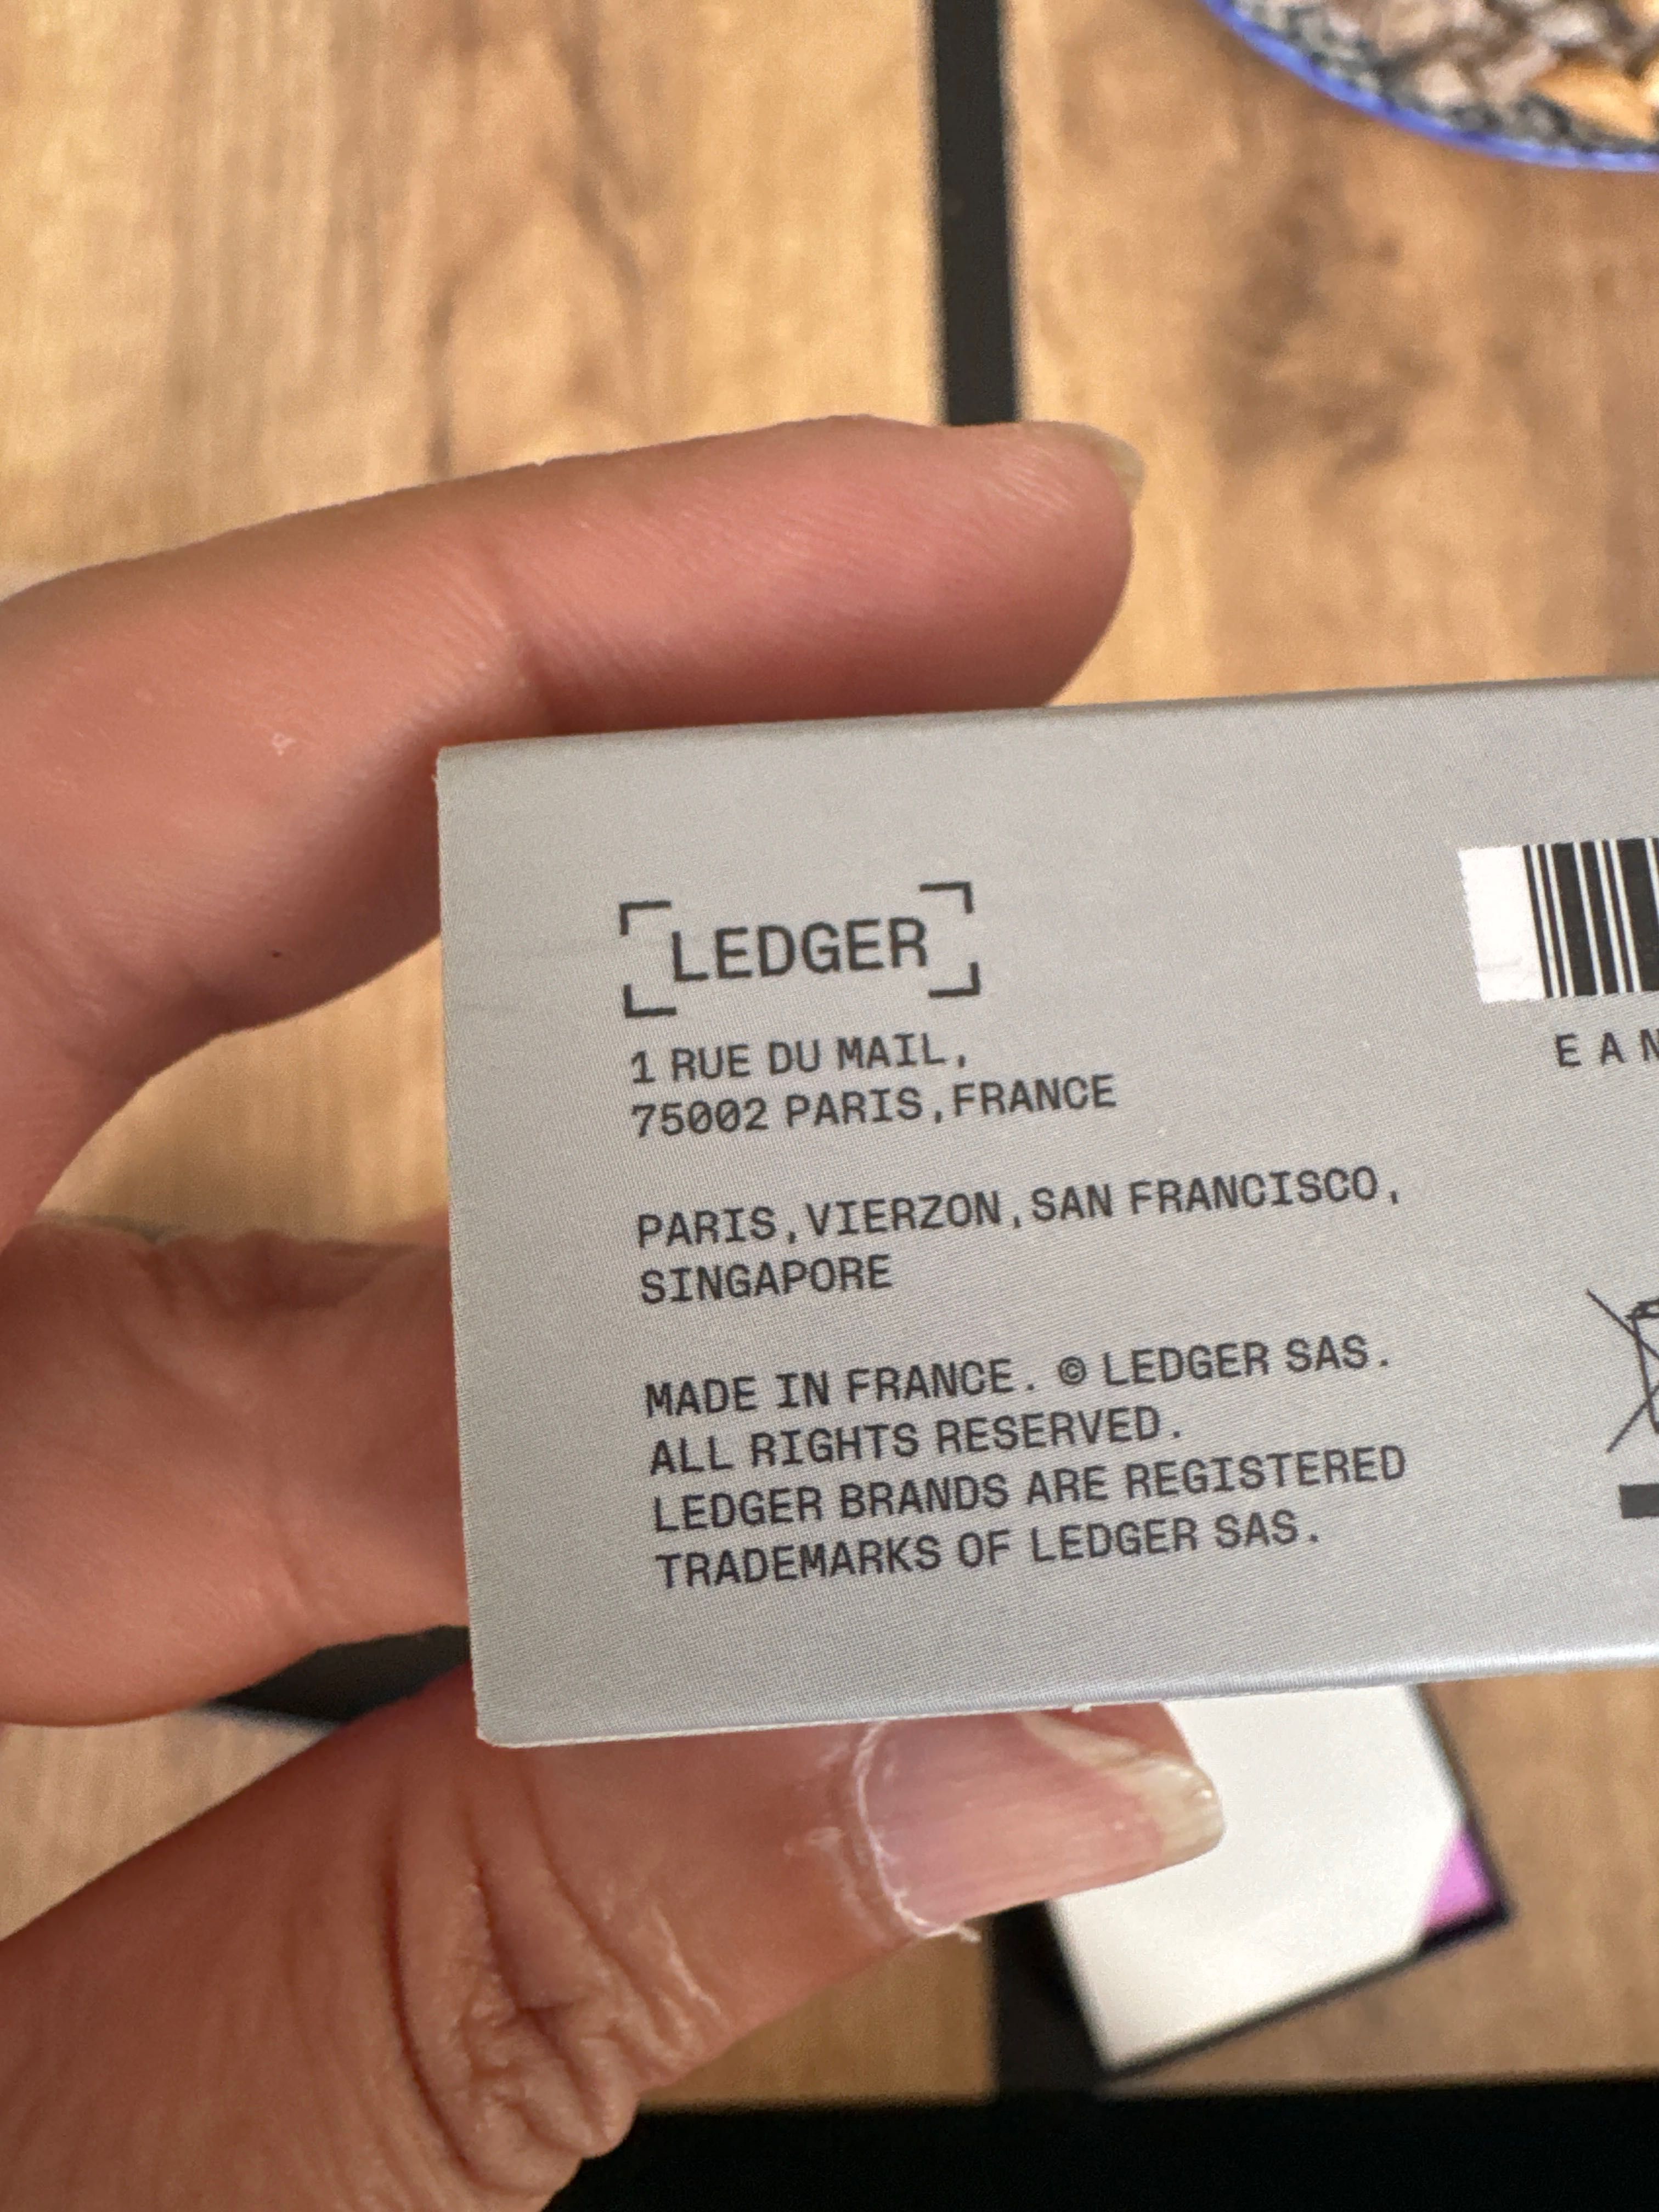 LEDGER
1 RUE DU MAIL,
75002 PARIS,FRANCE
PARIS,VIERZON,SAN FRANCISCO,
SINGAPORE
MADE IN FRANCE. © LEDGER SAS.
ALL RIGHTS RESERVED.
LEDGER BRANDS ARE REGISTERED
TRADEMARKS OF LEDGER SAS.
EAN